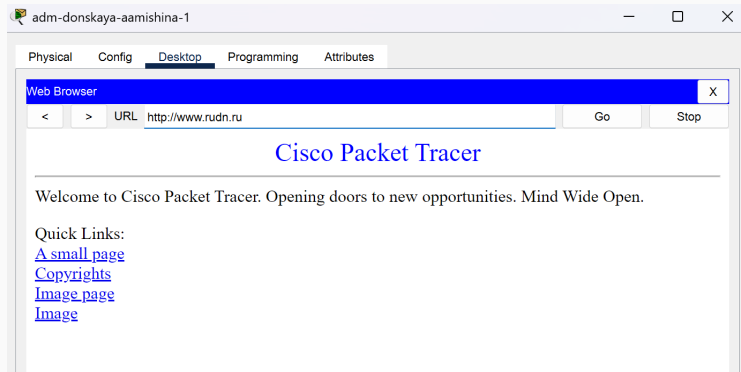 adm-donskaya-aamishina-1
Physical Config Desktop Programming Attributes
Web Browser X
< > URL http://www.rudn.ru Go Stop
Cisco Packet Tracer
Welcome to Cisco Packet Tracer. Opening doors to new opportunities. Mind Wide Open.
Quick Links:
A small page
Copyrights
Image page
Image